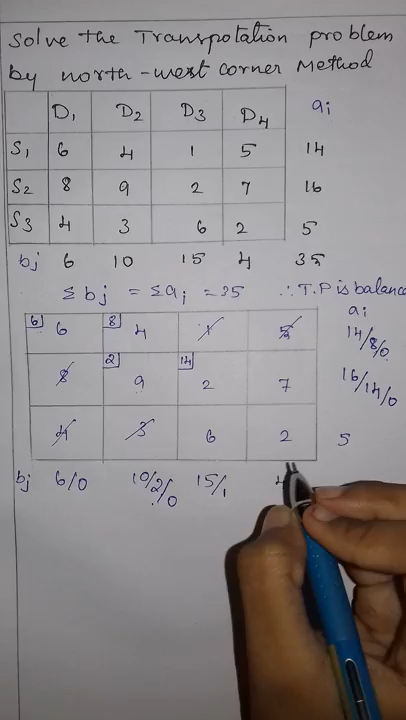 Solve the Transpotation problem
by north-west corner Method
D1 D2 D3 D4 ai
S1 6 4 1 5 14
S2 8 9 2 7 16
S3 4 3 6 2 5
bj 6 10 15 4 35
Σbj = Σai = 35 ∴ T.P is balance
ai
6 6 8 4 1 5 14/8/0
8 2 9 14 2 7 16/14/0
4 3 6 2 5
bj 6/0 10/2/0 15/1